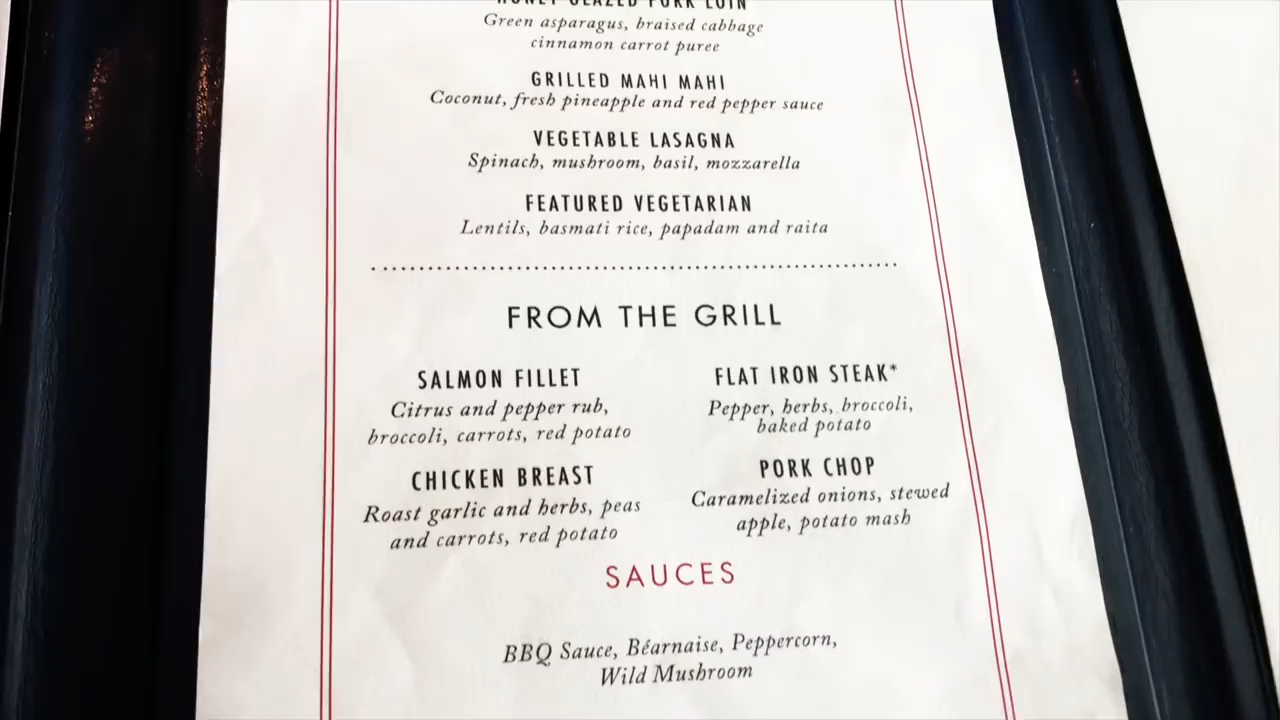 HONEY GLAZED PORK LOIN
Green asparagus, braised cabbage
cinnamon carrot puree
GRILLED MAHI MAHI
Coconut, fresh pineapple and red pepper sauce
VEGETABLE LASAGNA
Spinach, mushroom, basil, mozzarella
FEATURED VEGETARIAN
Lentils, basmati rice, papadam and raita
FROM THE GRILL
SALMON FILLET
Citrus and pepper rub,
broccoli, carrots, red potato
CHICKEN BREAST
Roast garlic and herbs, peas
and carrots, red potato
FLAT IRON STEAK*
Pepper, herbs, broccoli,
baked potato
PORK CHOP
Caramelized onions, stewed
apple, potato mash
SAUCES
BBQ Sauce, Béarnaise, Peppercorn,
Wild Mushroom